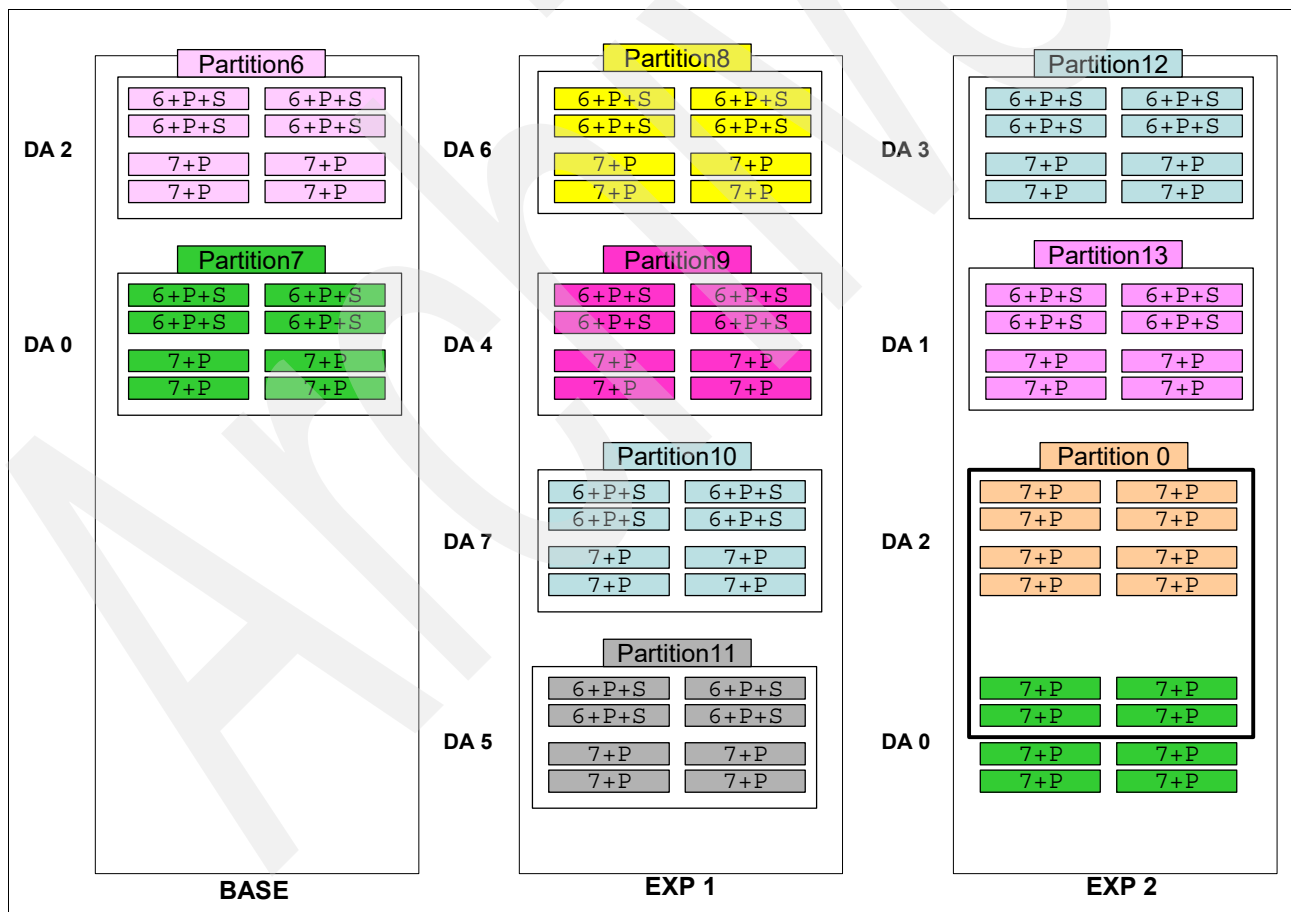 Partition6
6+P+S 6+P+S
6+P+S 6+P+S
DA 2
7+P 7+P
7+P 7+P
Partition7
6+P+S 6+P+S
6+P+S 6+P+S
DA 0
7+P 7+P
7+P 7+P
BASE
Partition8
6+P+S 6+P+S
6+P+S 6+P+S
DA 6
7+P 7+P
7+P 7+P
Partition9
6+P+S 6+P+S
6+P+S 6+P+S
DA 4
7+P 7+P
7+P 7+P
Partition10
6+P+S 6+P+S
6+P+S 6+P+S
DA 7
7+P 7+P
7+P 7+P
Partition11
6+P+S 6+P+S
6+P+S 6+P+S
DA 5
7+P 7+P
7+P 7+P
EXP 1
Partition12
6+P+S 6+P+S
6+P+S 6+P+S
DA 3
7+P 7+P
7+P 7+P
Partition13
6+P+S 6+P+S
6+P+S 6+P+S
DA 1
7+P 7+P
7+P 7+P
Partition 0
7+P 7+P
7+P 7+P
DA 2
7+P 7+P
7+P 7+P
7+P 7+P
7+P 7+P
DA 0
7+P 7+P
7+P 7+P
EXP 2